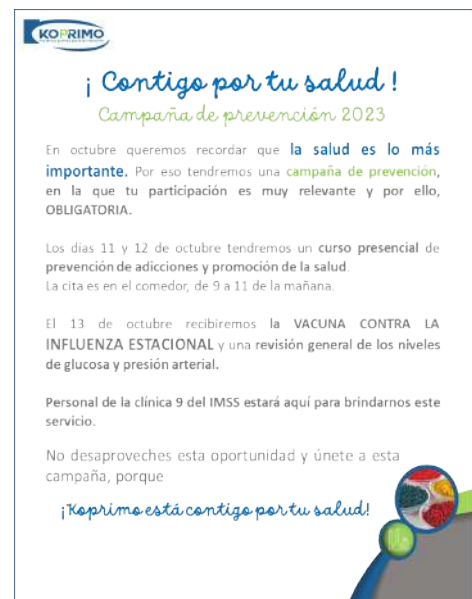 KOPRIMO
¡ Contigo por tu salud !
Campaña de prevención 2023
En octubre queremos recordar que la salud es lo más
importante. Por eso tendremos una campaña de prevención,
en la que tu participación es muy relevante y por ello,
OBLIGATORIA.
Los días 11 y 12 de octubre tendremos un curso presencial de
prevención de adicciones y promoción de la salud.
La cita es en el comedor, de 9 a 11 de la mañana.
El 13 de octubre recibiremos la VACUNA CONTRA LA
INFLUENZA ESTACIONAL y una revisión general de los niveles
de glucosa y presión arterial.
Personal de la clínica 9 del IMSS estará aquí para brindarnos este
servicio.
No desaproveches esta oportunidad y únete a esta
campaña, porque
¡Koprimo está contigo por tu salud!